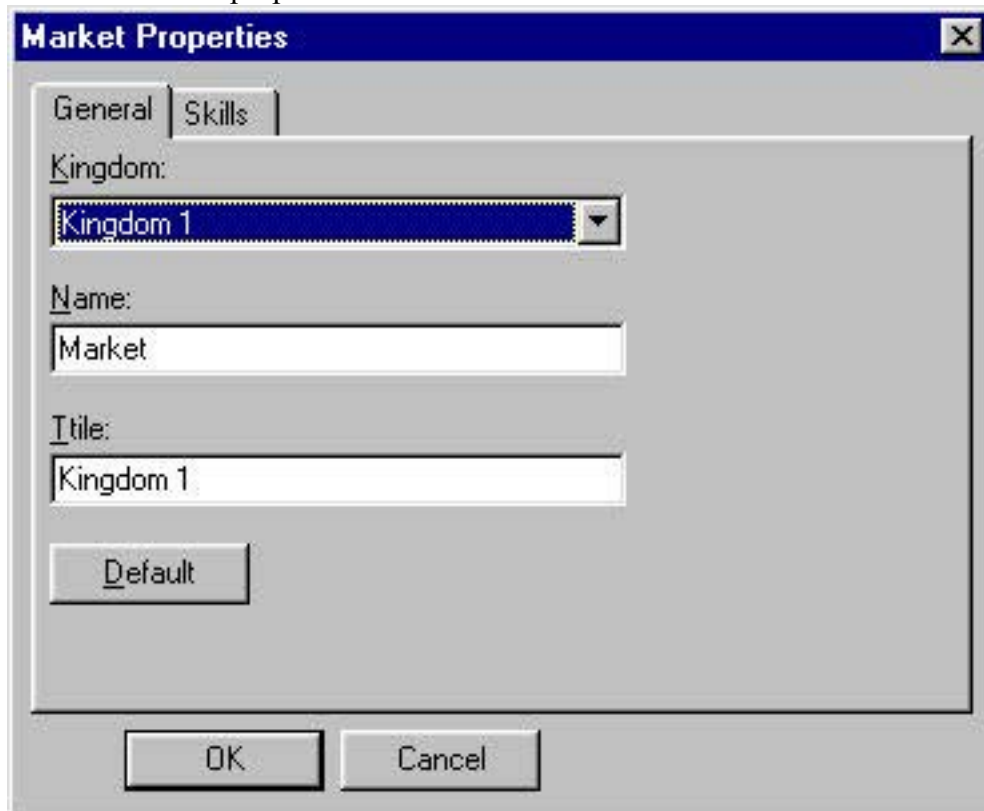 Market Properties
General Skills
Kingdom:
Kingdom 1
Name:
Market
Ttile:
Kingdom 1
Default
OK Cancel